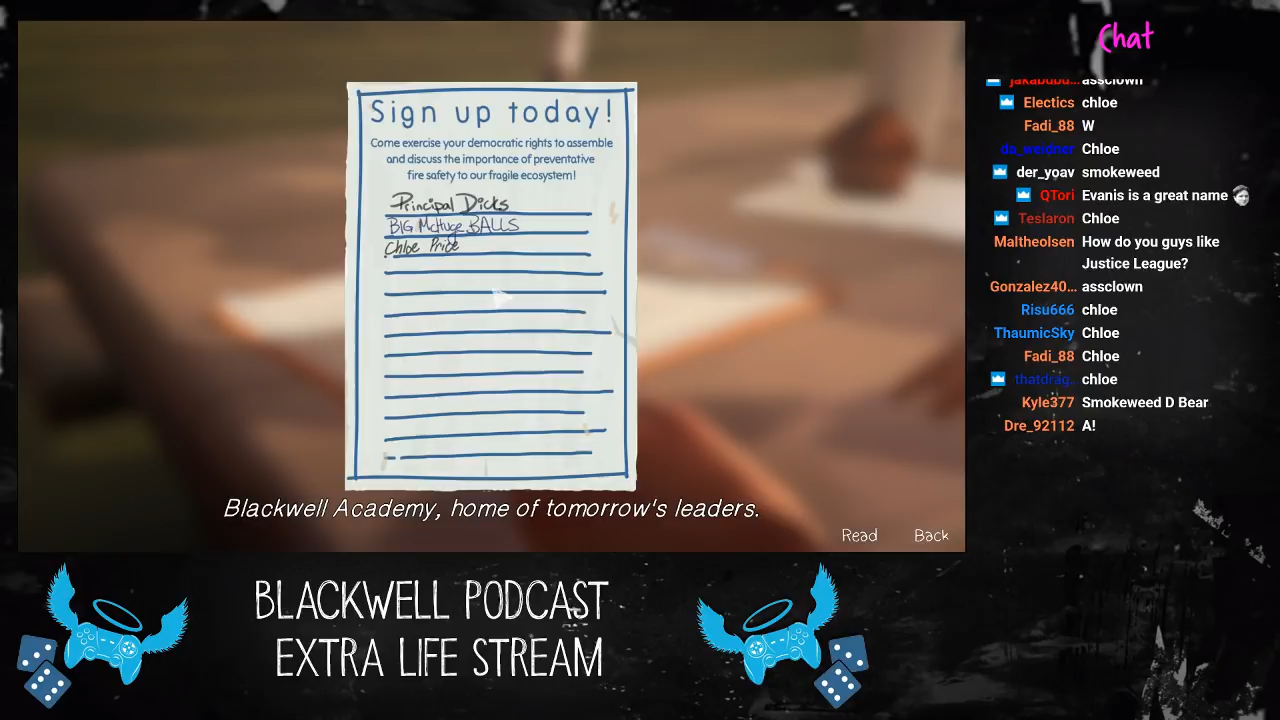 Chat
jakabubu... assclown
Electics chloe
Fadi_88 W
da_weidner Chloe
der_yoav smokeweed
QTori Evanis is a great name
Teslaron Chloe
Maltheolsen How do you guys like
Justice League?
Gonzalez40... assclown
Risu666 chloe
ThaumicSky Chloe
Fadi_88 Chloe
thatdrag.. chloe
Kyle377 Smokeweed D Bear
Dre_92112 A!
Sign up today!
Come exercise your democratic rights to assemble
and discuss the importance of preventative
fire safety to our fragile ecosystem!
Principal Dicks
BIG McHuge BALLS
Chloe Price
Blackwell Academy, home of tomorrow's leaders.
Read Back
BLACKWELL PODCAST
EXTRA LIFE STREAM